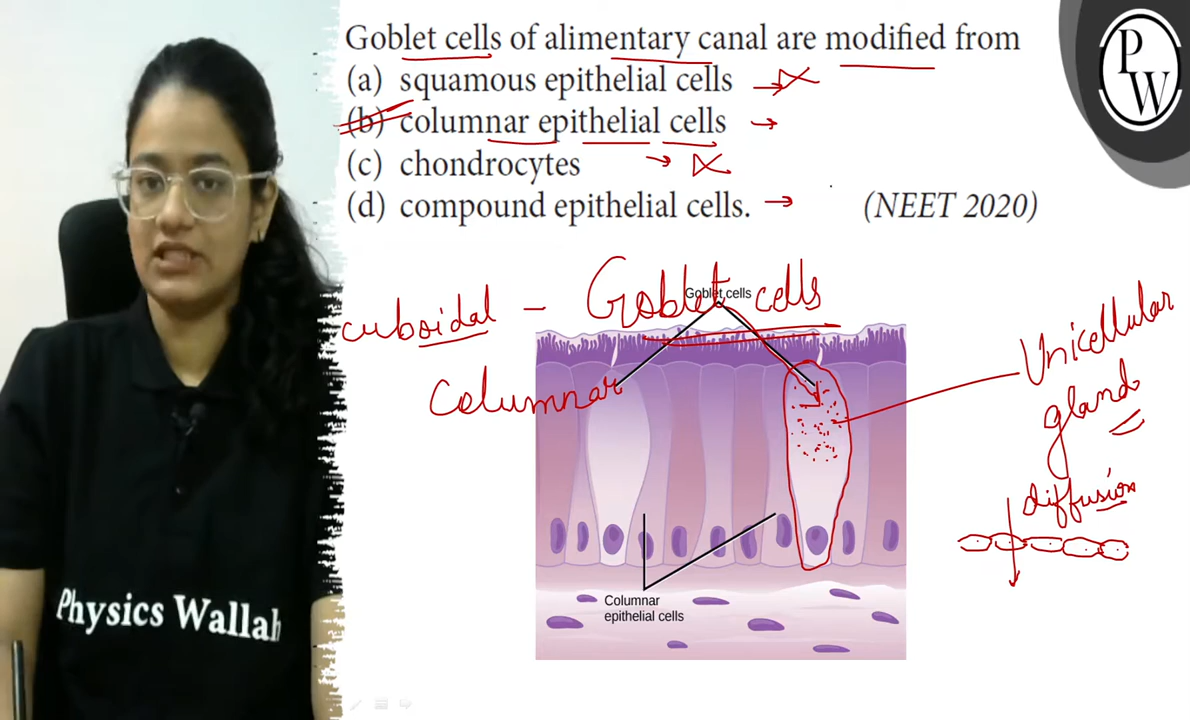 Goblet cells of alimentary canal are modified from
(a) squamous epithelial cells
(b) columnar epithelial cells
(c) chondrocytes
(d) compound epithelial cells. (NEET 2020)
PW
cuboidal - Goblet cells
Goblet cells
Columnar
Unicellular
gland
diffusion
Columnar
epithelial cells
Physics Wallah